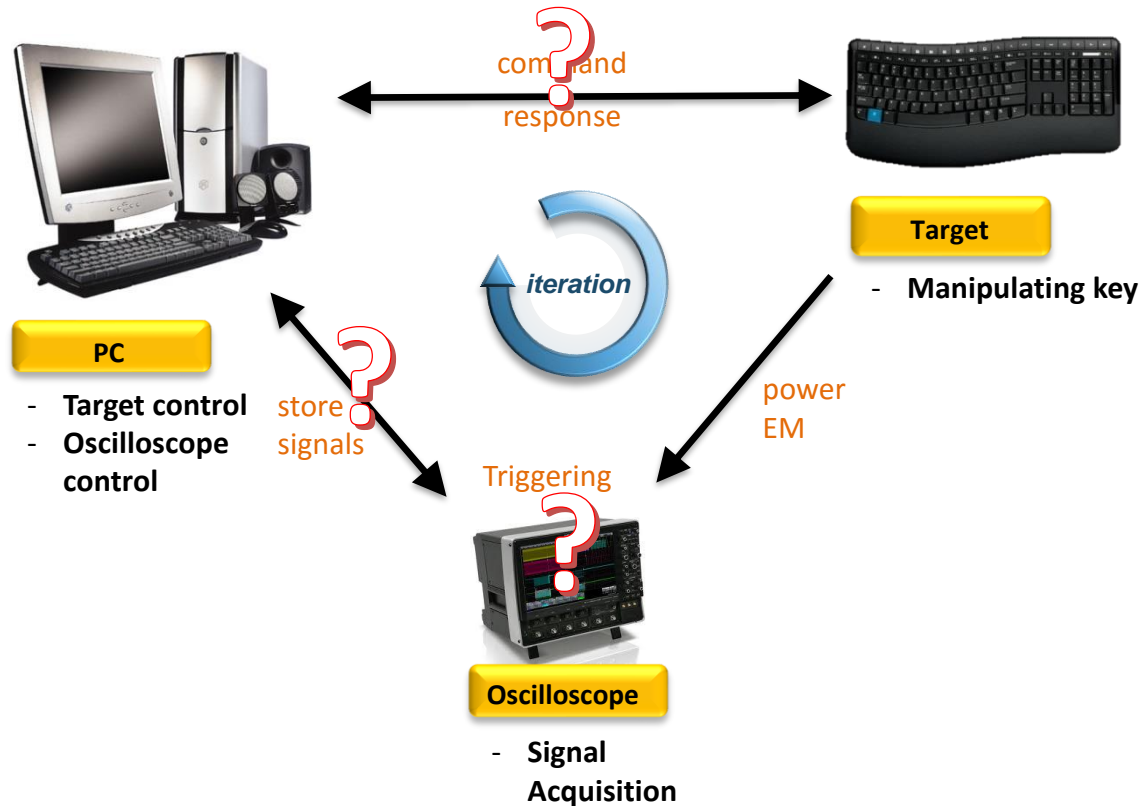 command
response
Target
- Manipulating key
iteration
PC
- Target control
- Oscilloscope
control
store
signals
power
EM
Triggering
Oscilloscope
- Signal
Acquisition